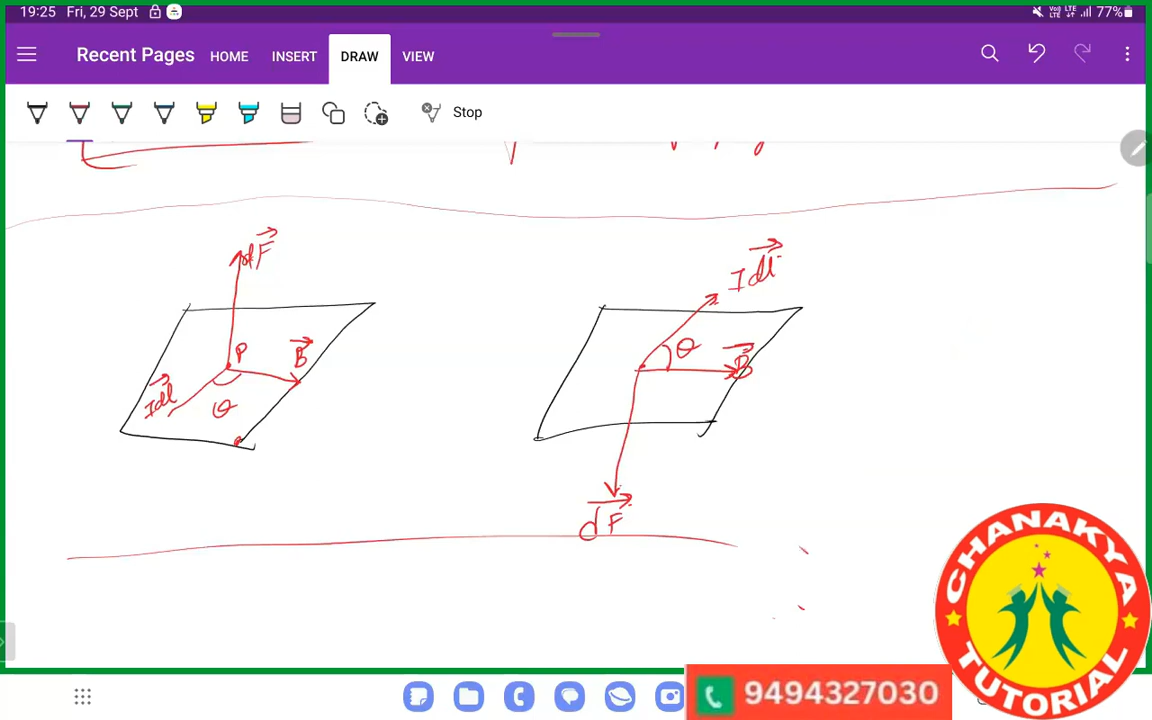 19:25 Fri, 29 Sept
77%
Recent Pages HOME INSERT DRAW VIEW
Stop
dF
P
B
Idl
θ
Idl
θ
B
dF
CHANAKYA
TUTORIAL
9494327030